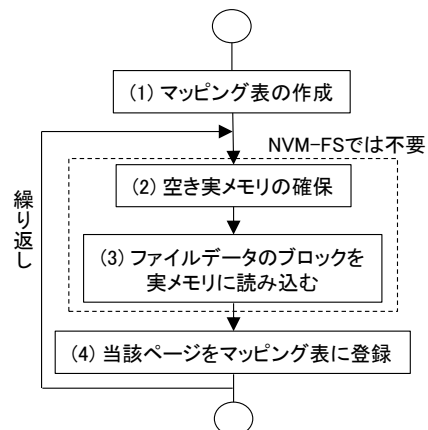 (1) マッピング表の作成
NVM-FSでは不要
(2) 空き実メモリの確保
繰り返し
(3) ファイルデータのブロックを
実メモリに読み込む
(4) 当該ページをマッピング表に登録